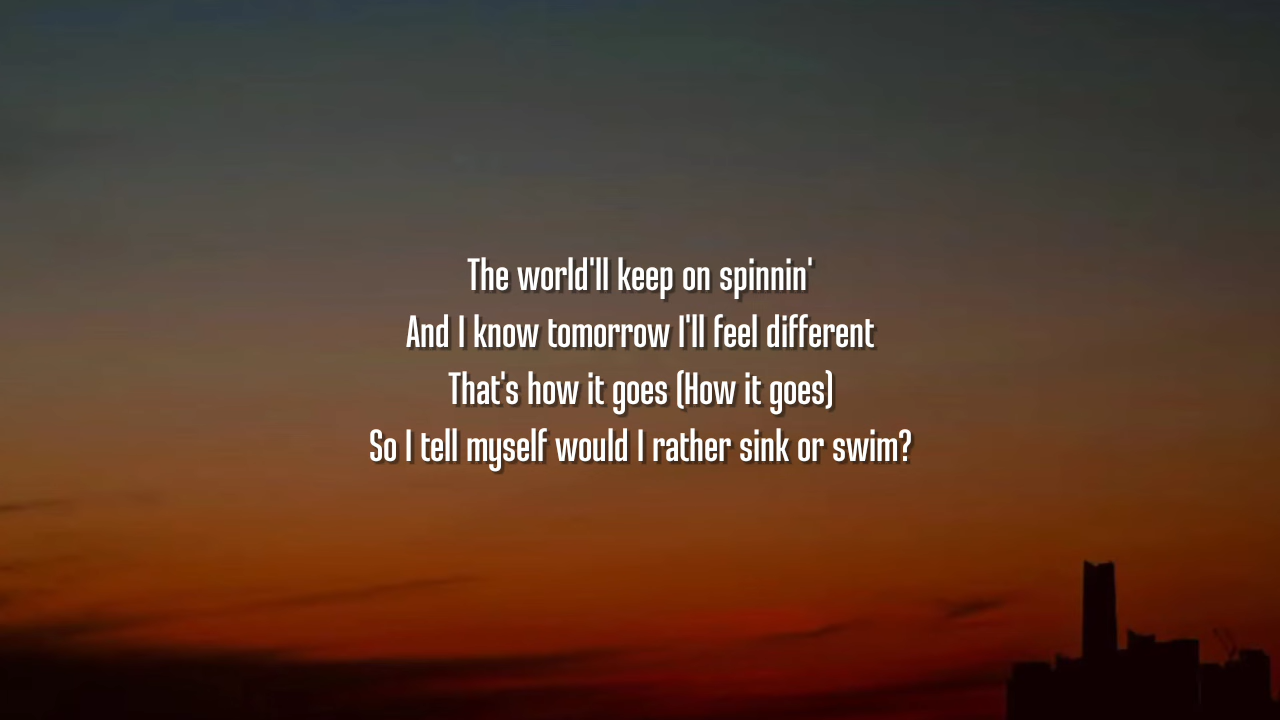 The world'll keep on spinnin'
And I know tomorrow I'll feel different
That's how it goes (How it goes)
So I tell myself would I rather sink or swim?